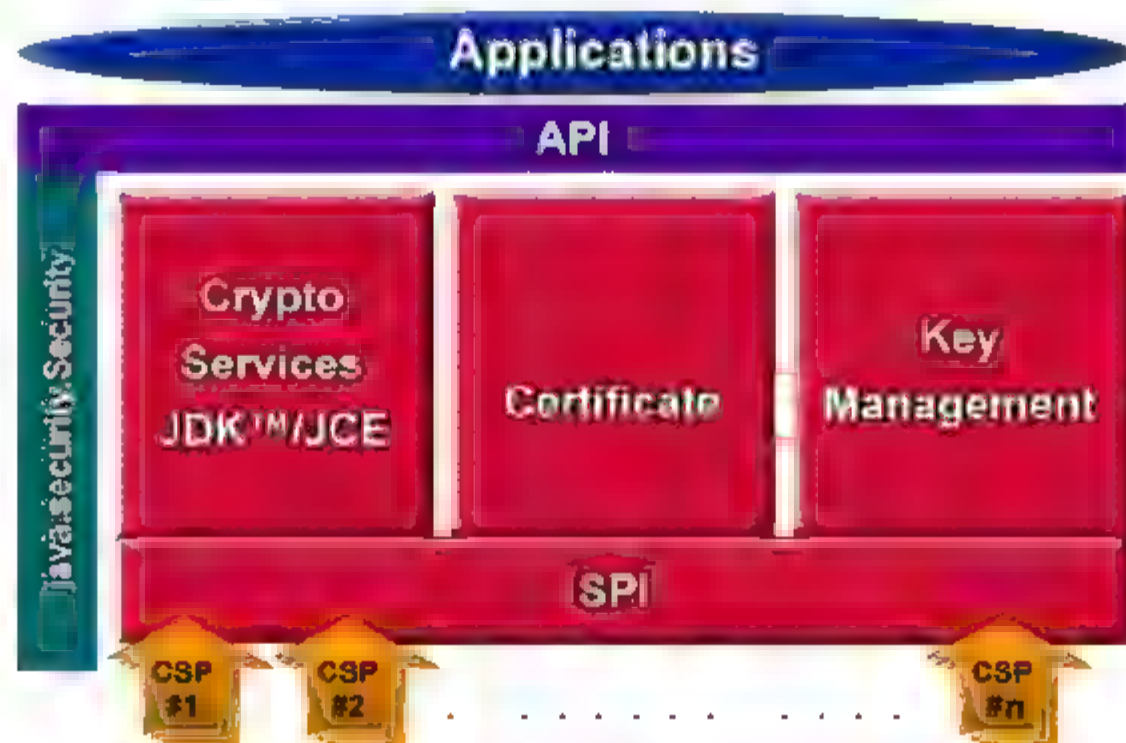 Applications
API
java.security.Security
Crypto
Services
JDK™/JCE
Certificate
Key
Management
SPI
CSP
#1
CSP
#2
. . . . . . . . . . . .
CSP
#n